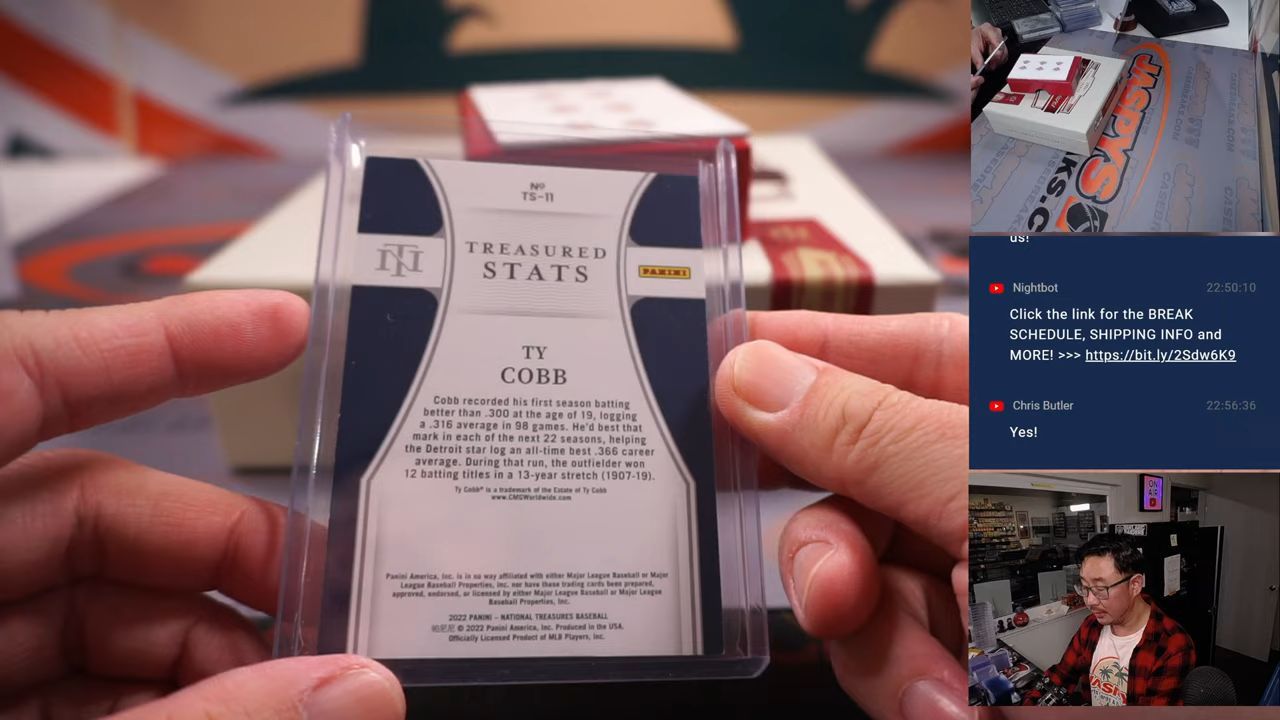 No
TS-11
TREASURED
STATS
NT
PANINI
TY
COBB
Cobb recorded his first season batting
better than .300 at the age of 19, logging
a .316 average in 98 games. He'd best that
mark in each of the next 22 seasons, helping
the Detroit star log an all-time best .366 career
average. During that run, the outfielder won
12 batting titles in a 13-year stretch (1907-19).
Ty Cobb® is a trademark of the Estate of Ty Cobb
www.CMGWorldwide.com
Panini America, Inc. is in no way affiliated with either Major League Baseball or Major
League Baseball Properties, Inc. nor have these trading cards been prepared,
approved, endorsed, or licensed by either Major League Baseball or Major League
Baseball Properties, Inc.
2022 PANINI – NATIONAL TREASURES BASEBALL
© 2022 Panini America, Inc. Produced in the USA.
Officially Licensed Product of MLB Players, Inc.
JASPYS
KS.C
CASEBREAKS.COM
us!
Nightbot 22:50:10
Click the link for the BREAK
SCHEDULE, SHIPPING INFO and
MORE! >>> https://bit.ly/2Sdw6K9
Chris Butler 22:56:36
Yes!
ON
AIR